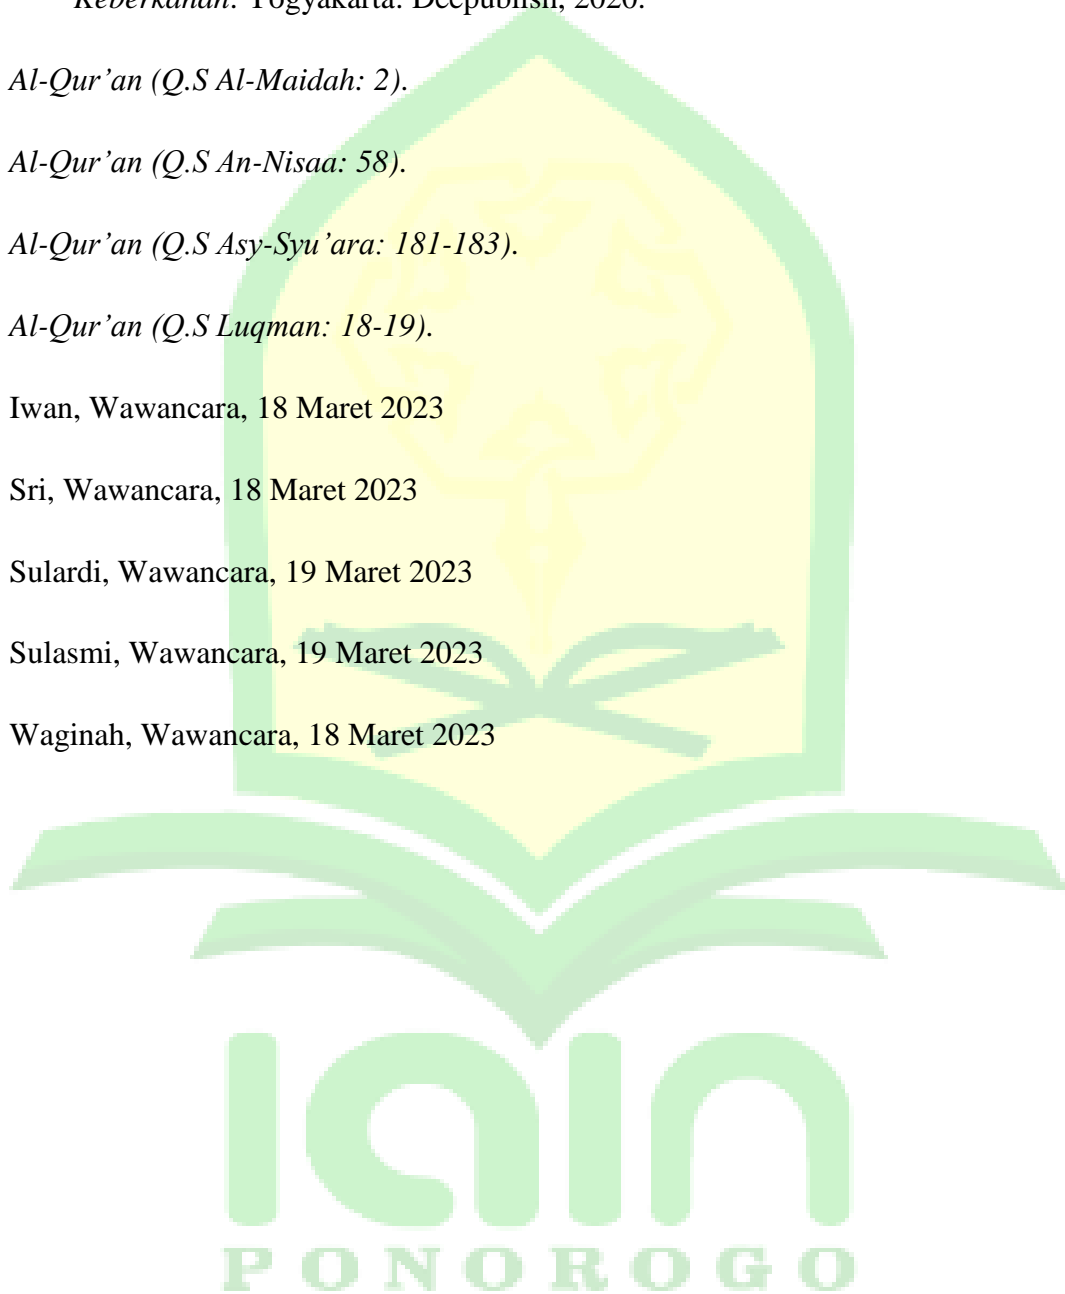 Keberkahan. Yogyakarta: Deepublish, 2020.
Al-Qur’an (Q.S Al-Maidah: 2).
Al-Qur’an (Q.S An-Nisaa: 58).
Al-Qur’an (Q.S Asy-Syu’ara: 181-183).
Al-Qur’an (Q.S Luqman: 18-19).
Iwan, Wawancara, 18 Maret 2023
Sri, Wawancara, 18 Maret 2023
Sulardi, Wawancara, 19 Maret 2023
Sulasmi, Wawancara, 19 Maret 2023
Waginah, Wawancara, 18 Maret 2023
iain
PONOROGO